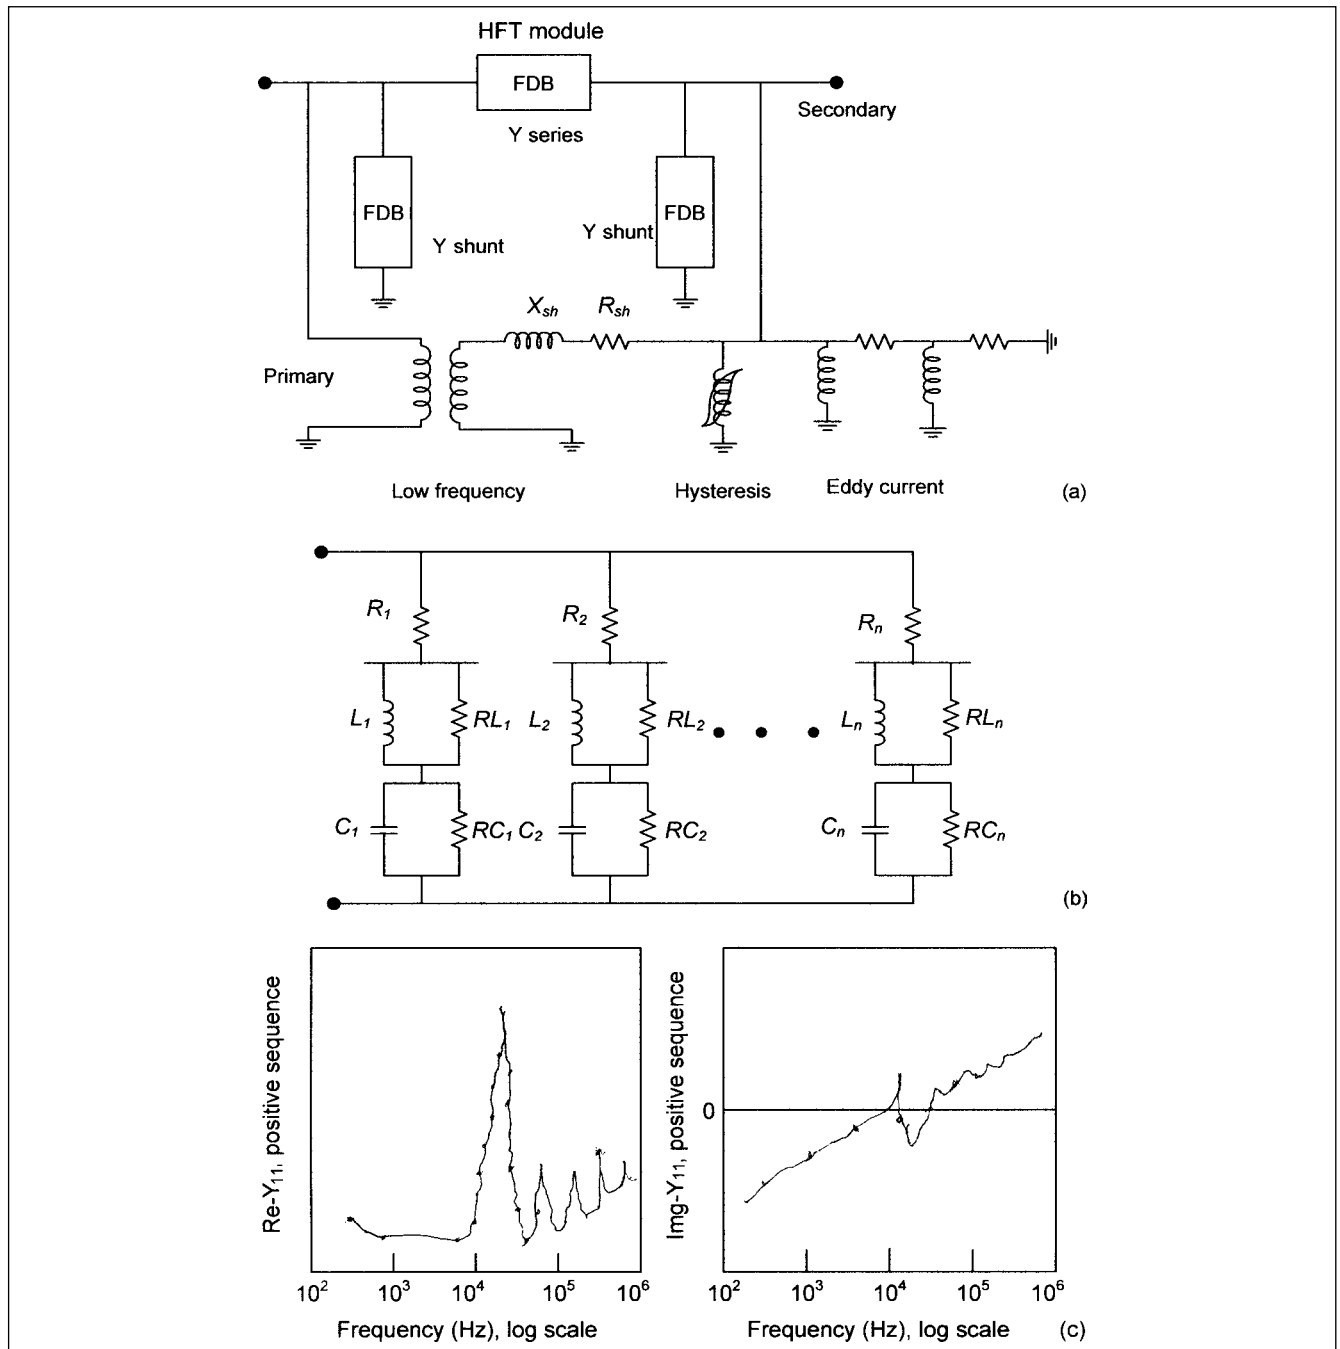 HFT module
FDB
Secondary
Y series
FDB
FDB
Y shunt
Y shunt
X_sh
R_sh
Primary
Low frequency
Hysteresis
Eddy current
(a)
R_1
R_2
R_n
L_1
RL_1
L_2
RL_2
L_n
RL_n
C_1
RC_1
C_2
RC_2
C_n
RC_n
(b)
Re-Y_11, positive sequence
10^2 10^3 10^4 10^5 10^6
Frequency (Hz), log scale
Img-Y_11, positive sequence
0
10^2 10^3 10^4 10^5 10^6
Frequency (Hz), log scale
(c)